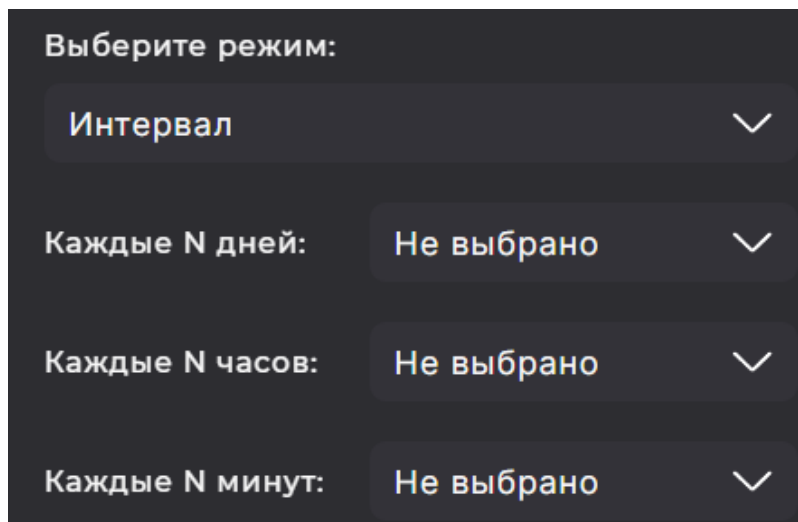 Выберите режим:
Интервал
Каждые N дней: Не выбрано
Каждые N часов: Не выбрано
Каждые N минут: Не выбрано